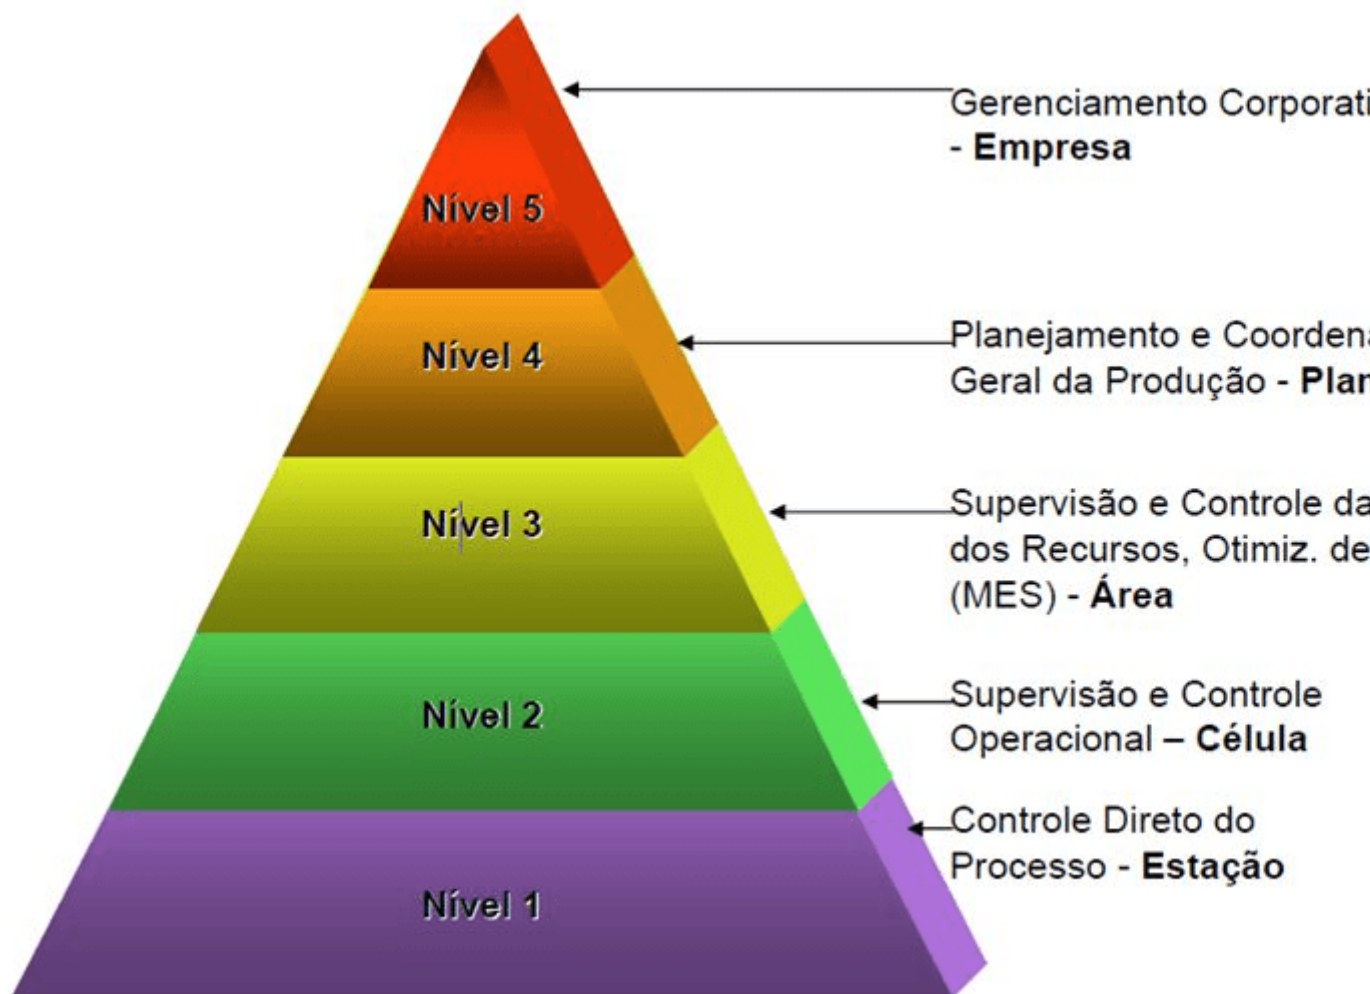 Gerenciamento Corporati
- Empresa
Nível 5
Planejamento e Coordena
Geral da Produção - Plan
Nível 4
Supervisão e Controle da
dos Recursos, Otimiz. de
(MES) - Área
Nível 3
Supervisão e Controle
Operacional – Célula
Nível 2
Controle Direto do
Processo - Estação
Nível 1